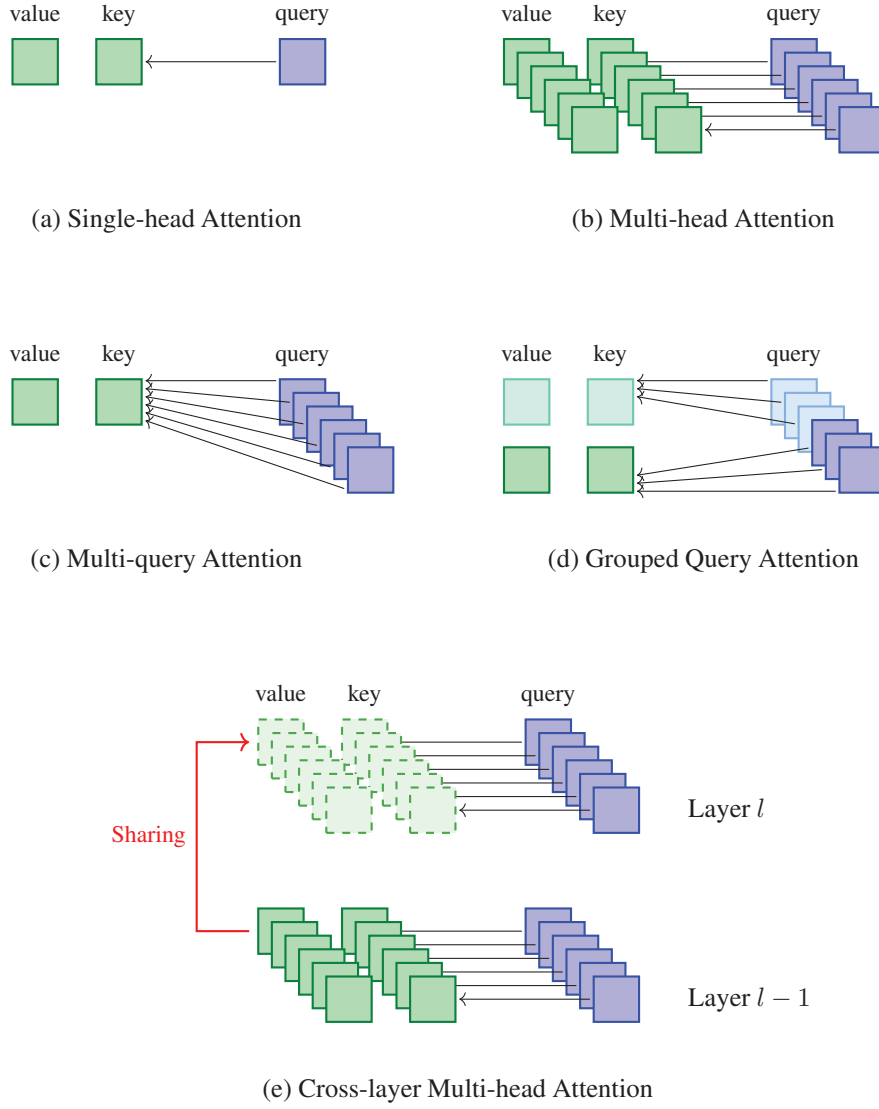 value key query
value key query
(a) Single-head Attention
(b) Multi-head Attention
value key query
value key query
(c) Multi-query Attention
(d) Grouped Query Attention
value key query
Layer l
Sharing
Layer l − 1
(e) Cross-layer Multi-head Attention